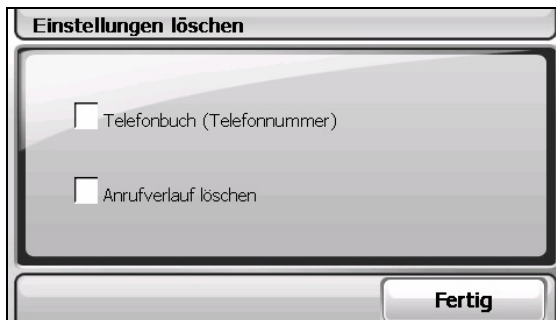 Einstellungen löschen
Telefonbuch (Telefonnummer)
Anrufverlauf löschen
Fertig